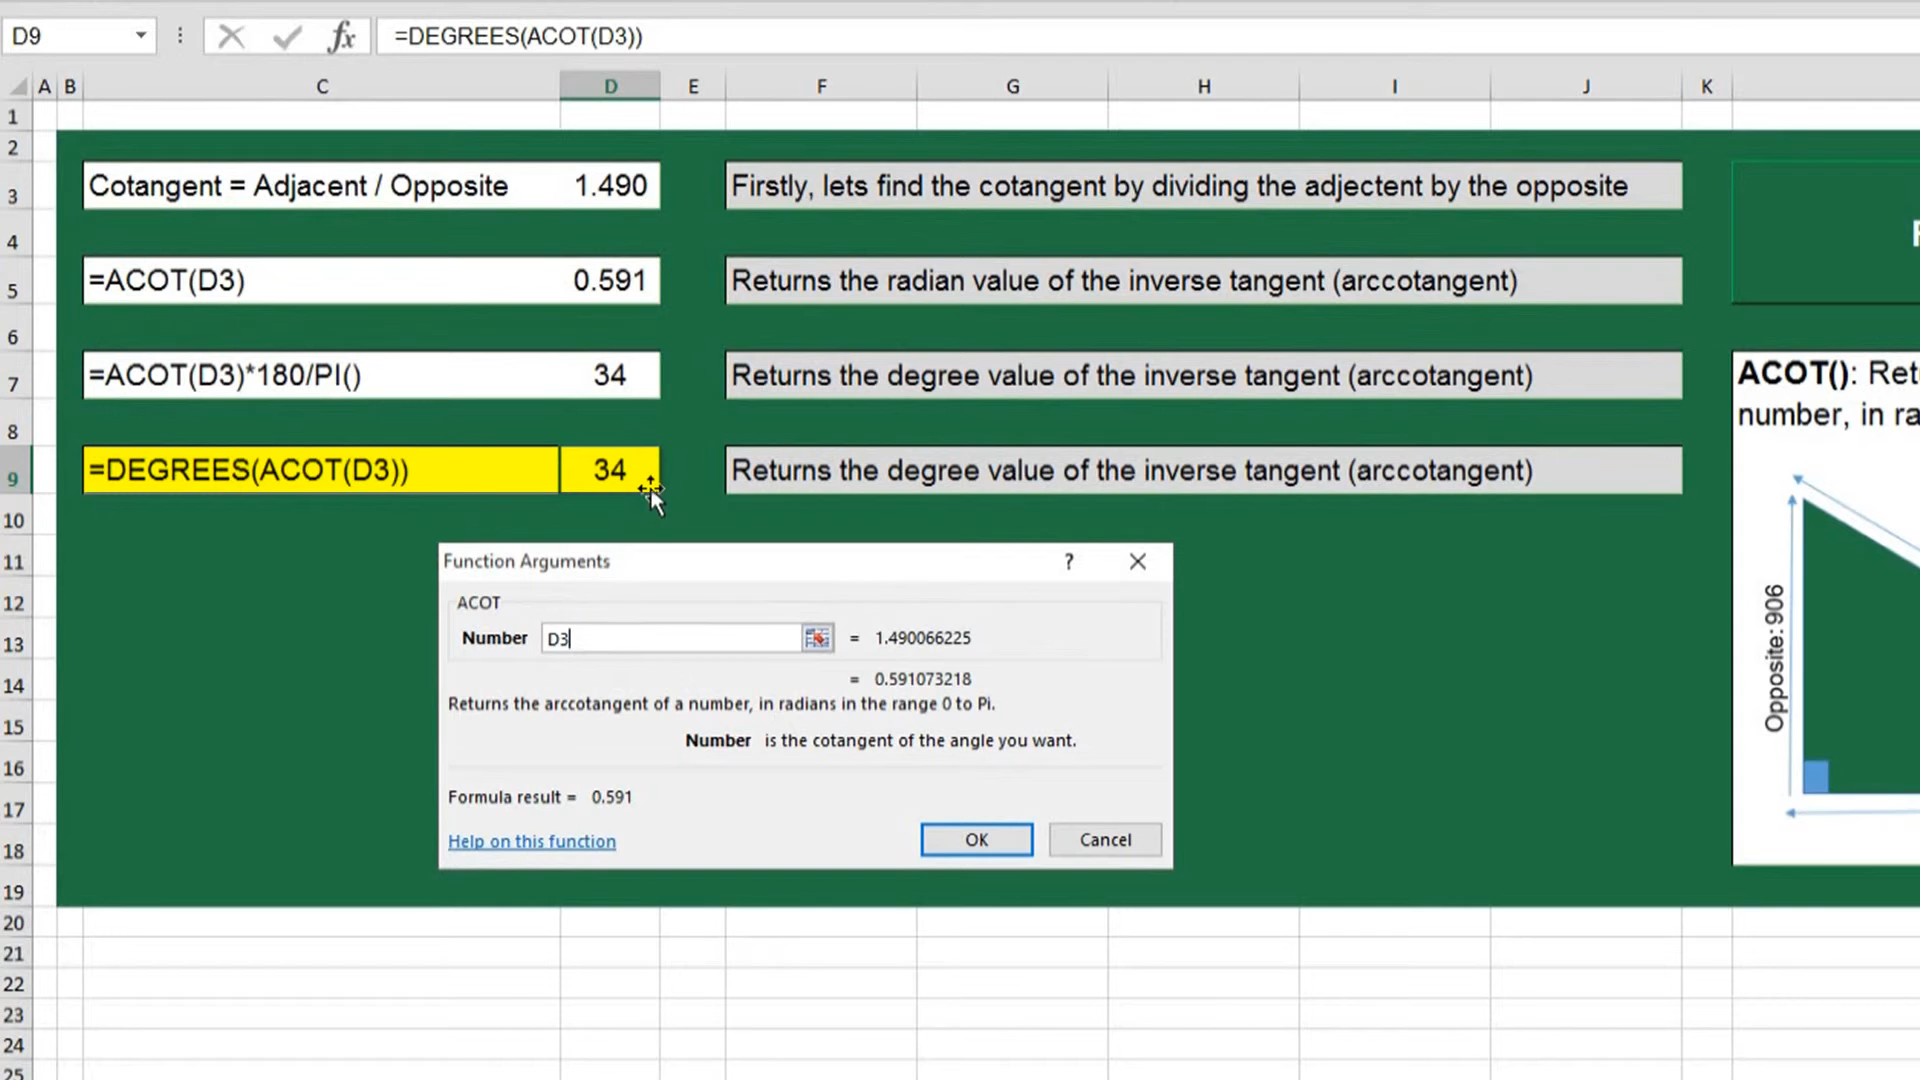 D9
fx
=DEGREES(ACOT(D3))
A B C D E F G H I J K
1
2
3
Cotangent = Adjacent / Opposite 1.490
Firstly, lets find the cotangent by dividing the adjectent by the opposite
4
5
=ACOT(D3) 0.591
Returns the radian value of the inverse tangent (arccotangent)
6
7
=ACOT(D3)*180/PI() 34
Returns the degree value of the inverse tangent (arccotangent)
ACOT(): Ret
number, in ra
8
9
=DEGREES(ACOT(D3)) 34
Returns the degree value of the inverse tangent (arccotangent)
10
11
12
13
14
15
16
17
18
19
20
21
22
23
24
25
Function Arguments ?
ACOT
Number D3 = 1.490066225
= 0.591073218
Returns the arccotangent of a number, in radians in the range 0 to Pi.
Number is the cotangent of the angle you want.
Formula result = 0.591
Help on this function
OK Cancel
Opposite: 906